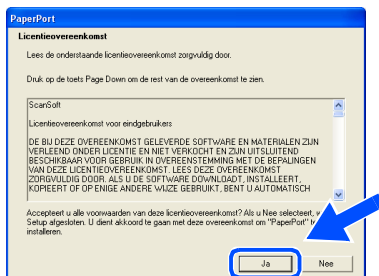 PaperPort
Licentieovereenkomst
Lees de onderstaande licentieovereenkomst zorgvuldig door.
Druk op de toets Page Down om de rest van de overeenkomst te zien.
ScanSoft
Licentieovereenkomst voor eindgebruikers
DE BIJ DEZE OVEREENKOMST GELEVERDE SOFTWARE EN MATERIALEN ZIJN
VERLEEND ONDER LICENTIE EN NIET VERKOCHT EN ZIJN UITSLUITEND
BESCHIKBAAR VOOR GEBRUIK IN OVEREENSTEMMING MET DE BEPALINGEN
VAN DEZE LICENTIEOVEREENKOMST. LEES DEZE OVEREENKOMST
ZORGVULDIG DOOR. ALS U DE SOFTWARE DOWNLOADT, INSTALLEERT,
KOPIEERT OF OP ENIGE ANDERE WIJZE GEBRUIKT, BENT U AUTOMATISCH
Accepteert u alle voorwaarden van deze licentieovereenkomst? Als u Nee selecteert,
Setup afgesloten. U dient akkoord te gaan met deze overeenkomst om "PaperPort"
installeren.
Ja
Nee